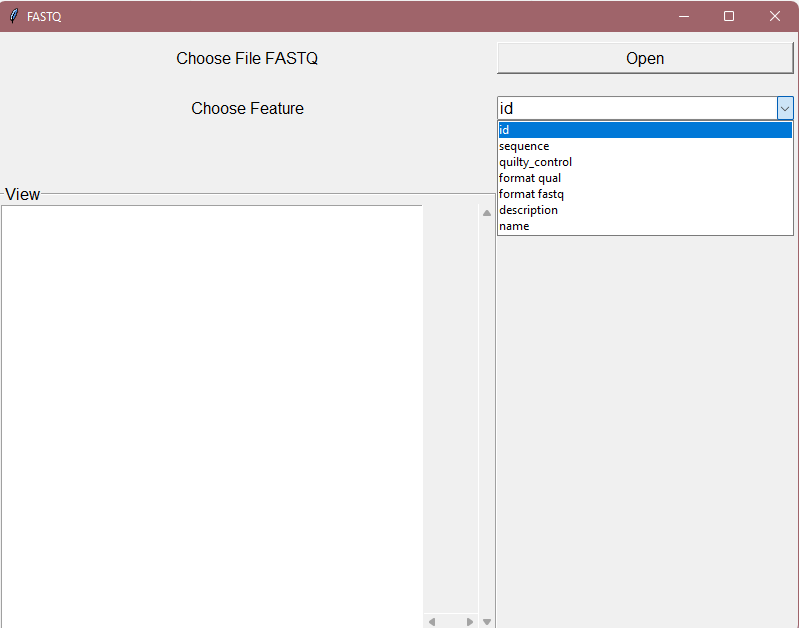 FASTQ
Choose File FASTQ
Open
Choose Feature
id
id
sequence
quilty_control
format qual
format fastq
description
name
View